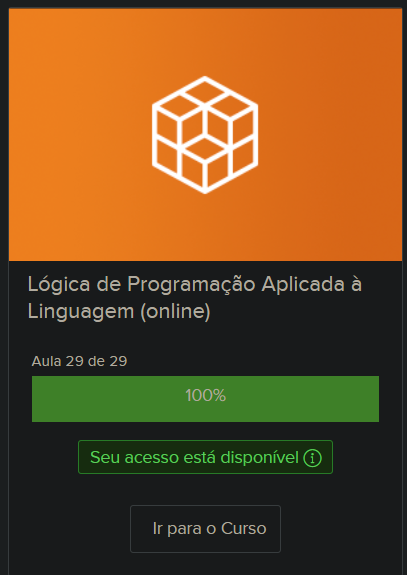 Lógica de Programação Aplicada à
Linguagem (online)
Aula 29 de 29
100%
Seu acesso está disponível
Ir para o Curso